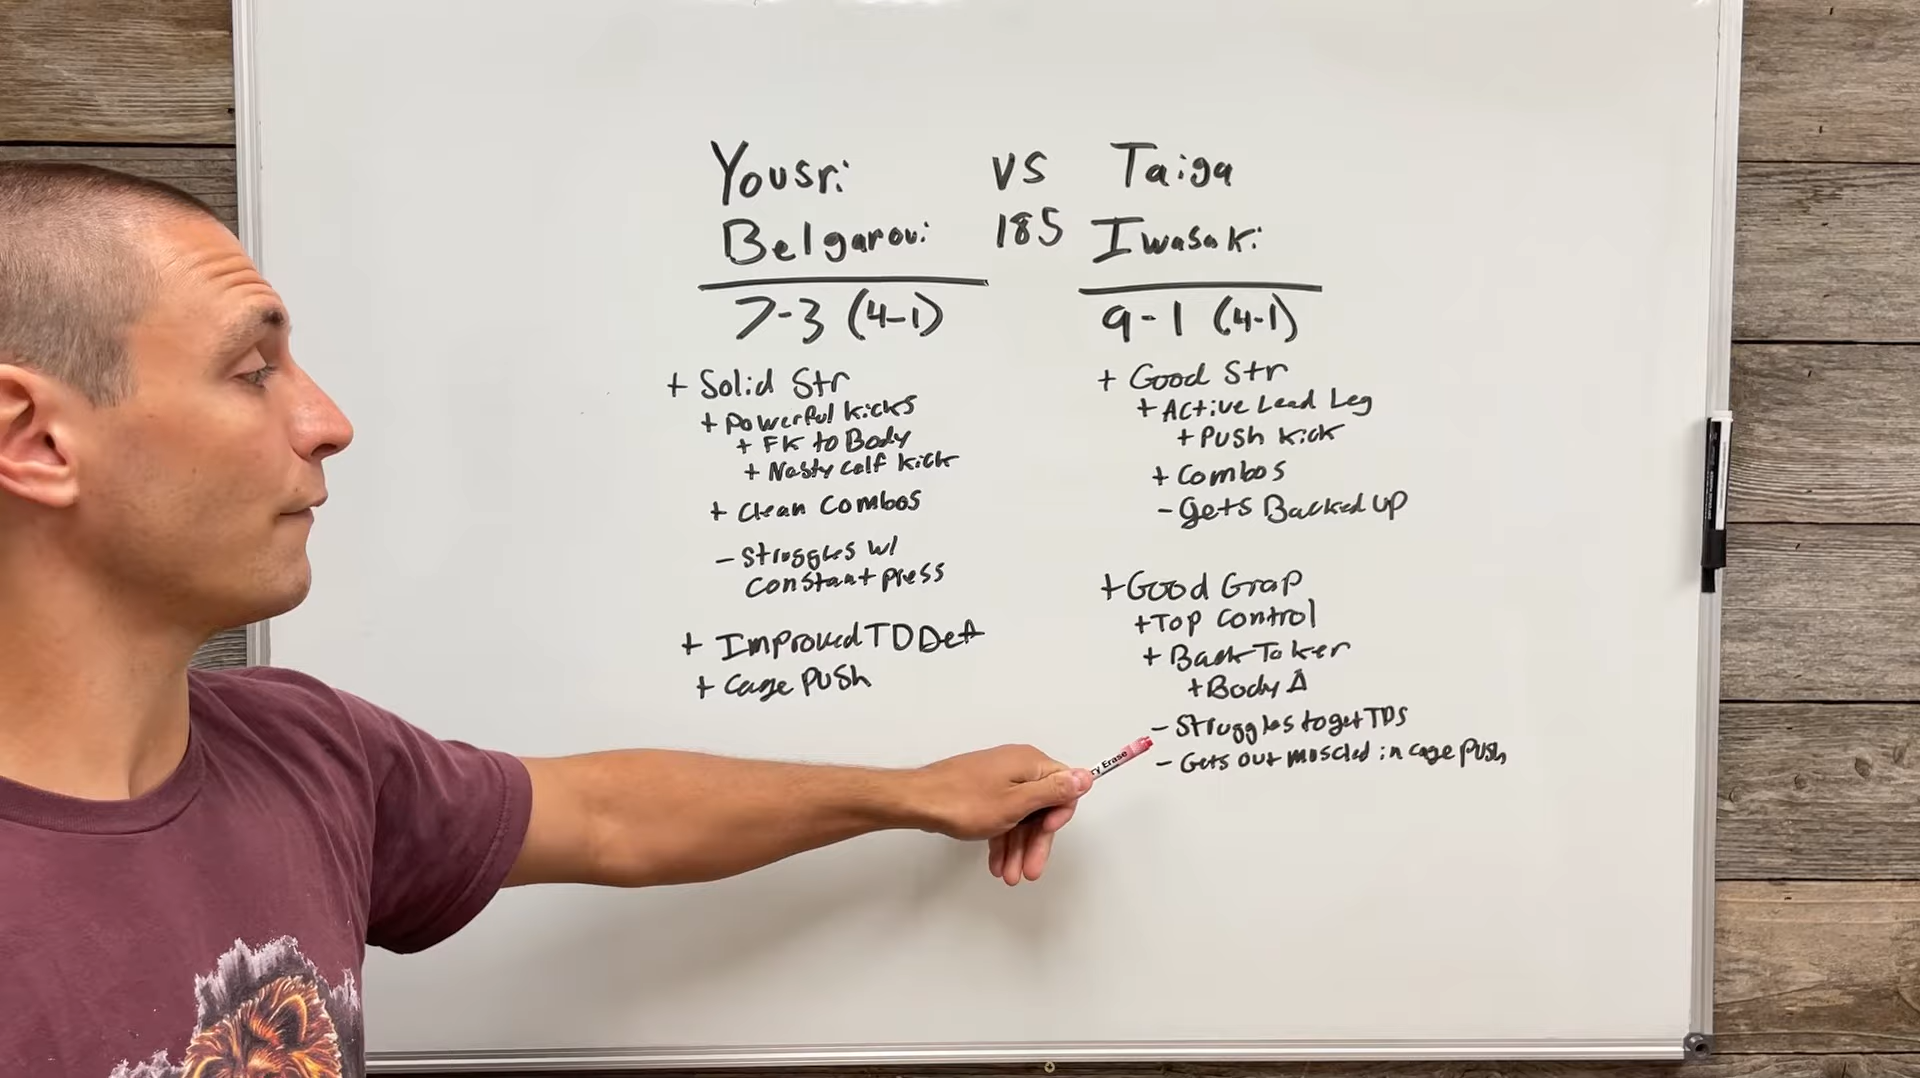 Yousri vs Taiga
Belgaroui 185 Iwasaki
7-3 (4-1)
+ Solid Str
+ Powerful kicks
+ FK to Body
+ Nasty calf kick
+ Clean Combos
- Struggles w/
constant press
+ Improved TD Def
+ Cage Push
9-1 (4-1)
+ Good Str
+ Active Lead Leg
+ Push kick
+ Combos
- Gets Backed up
+ Good Grap
+ Top Control
+ Back Taker
+ Body Δ
- Struggles to get TDs
- Gets out muscled in cage push
ry Erase